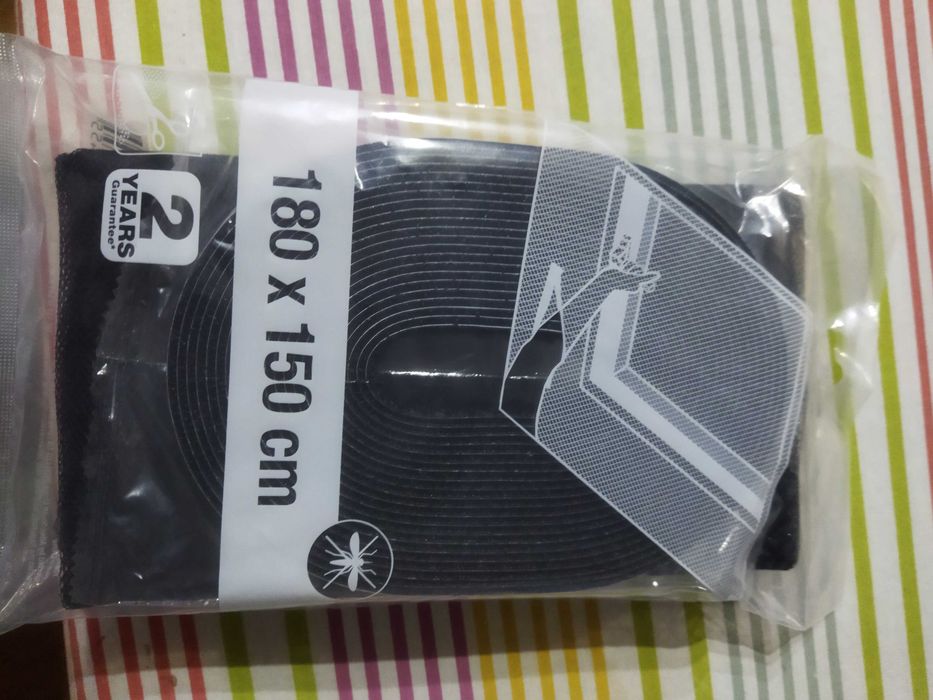 2
YEARS
Guarantee*
180 x 150 cm